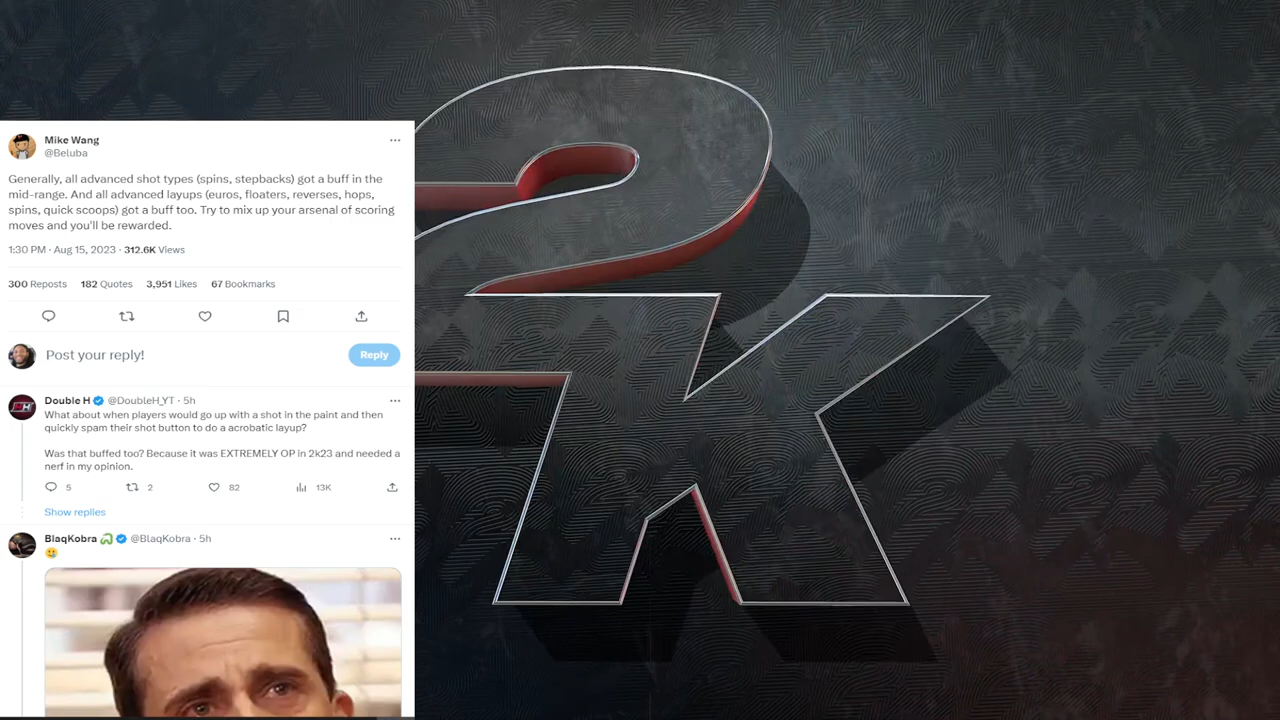 Mike Wang
@Beluba
Generally, all advanced shot types (spins, stepbacks) got a buff in the
mid-range. And all advanced layups (euros, floaters, reverses, hops,
spins, quick scoops) got a buff too. Try to mix up your arsenal of scoring
moves and you'll be rewarded.
1:30 PM · Aug 15, 2023 · 312.6K Views
300 Reposts 182 Quotes 3,951 Likes 67 Bookmarks
Post your reply!
Reply
Double H @DoubleH_YT · 5h
What about when players would go up with a shot in the paint and then
quickly spam their shot button to do a acrobatic layup?
Was that buffed too? Because it was EXTREMELY OP in 2k23 and needed a
nerf in my opinion.
5 2 82 13K
Show replies
BlaqKobra @BlaqKobra · 5h
2K